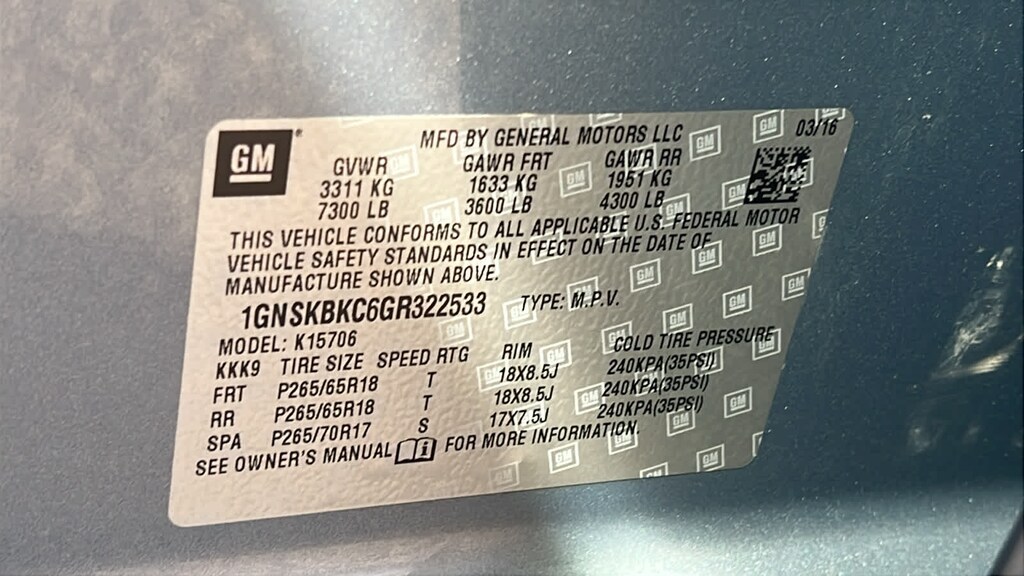 GM
MFD BY GENERAL MOTORS LLC 03/16
GVWR GAWR FRT GAWR RR
3311 KG 1633 KG 1951 KG
7300 LB 3600 LB 4300 LB
THIS VEHICLE CONFORMS TO ALL APPLICABLE U.S. FEDERAL MOTOR
VEHICLE SAFETY STANDARDS IN EFFECT ON THE DATE OF
MANUFACTURE SHOWN ABOVE.
1GNSKBKC6GR322533 TYPE: M.P.V.
MODEL: K15706
KKK9 TIRE SIZE SPEED RTG RIM COLD TIRE PRESSURE
FRT P265/65R18 T 18X8.5J 240KPA(35PSI)
RR P265/65R18 T 18X8.5J 240KPA(35PSI)
SPA P265/70R17 S 17X7.5J 240KPA(35PSI)
SEE OWNER'S MANUAL FOR MORE INFORMATION.